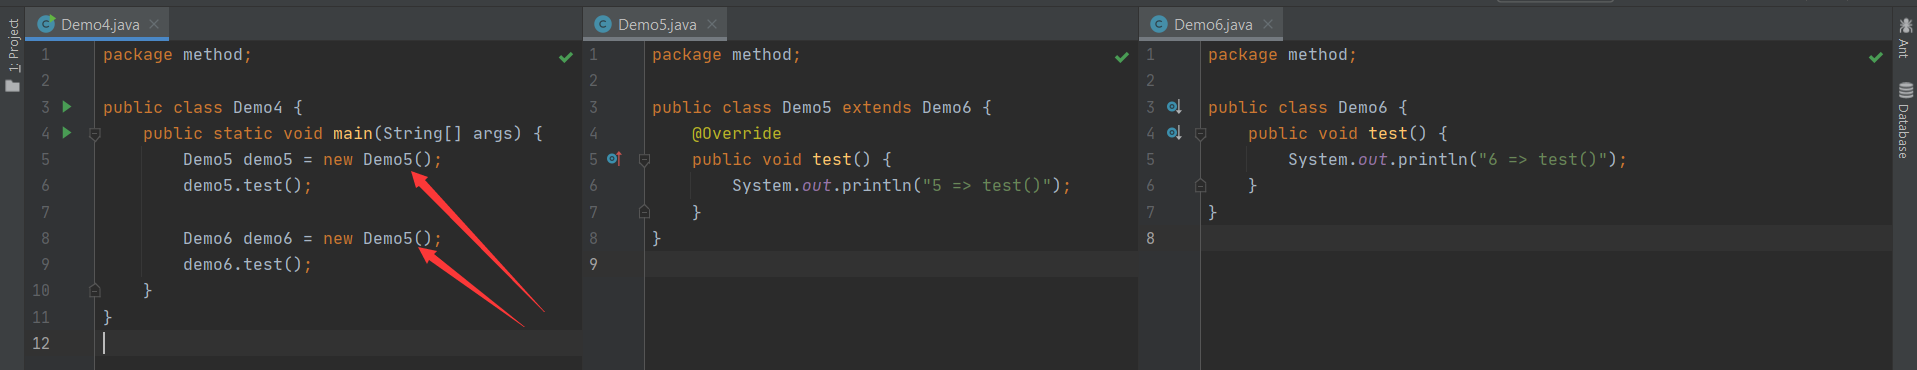 1: Project
Demo4.java
1 package method;
2
3 public class Demo4 {
4 public static void main(String[] args) {
5 Demo5 demo5 = new Demo5();
6 demo5.test();
7
8 Demo6 demo6 = new Demo5();
9 demo6.test();
10 }
11 }
12
Demo5.java
1 package method;
2
3 public class Demo5 extends Demo6 {
4 @Override
5 public void test() {
6 System.out.println("5 => test()");
7 }
8 }
9
Demo6.java
1 package method;
2
3 public class Demo6 {
4 public void test() {
5 System.out.println("6 => test()");
6 }
7 }
8
Ant
Database